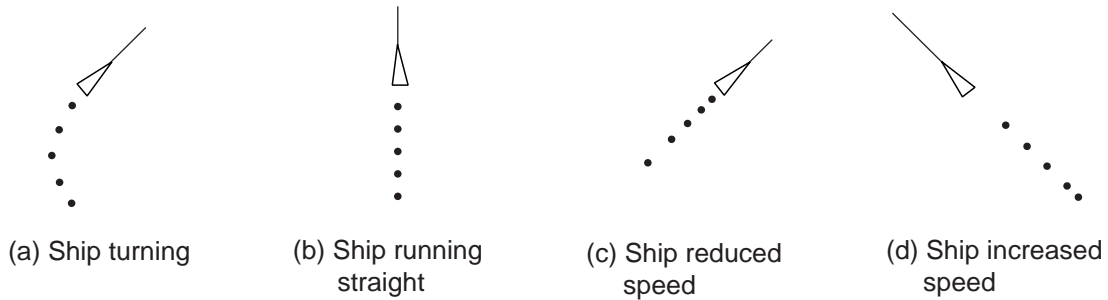 (a) Ship turning
(b) Ship running
straight
(c) Ship reduced
speed
(d) Ship increased
speed